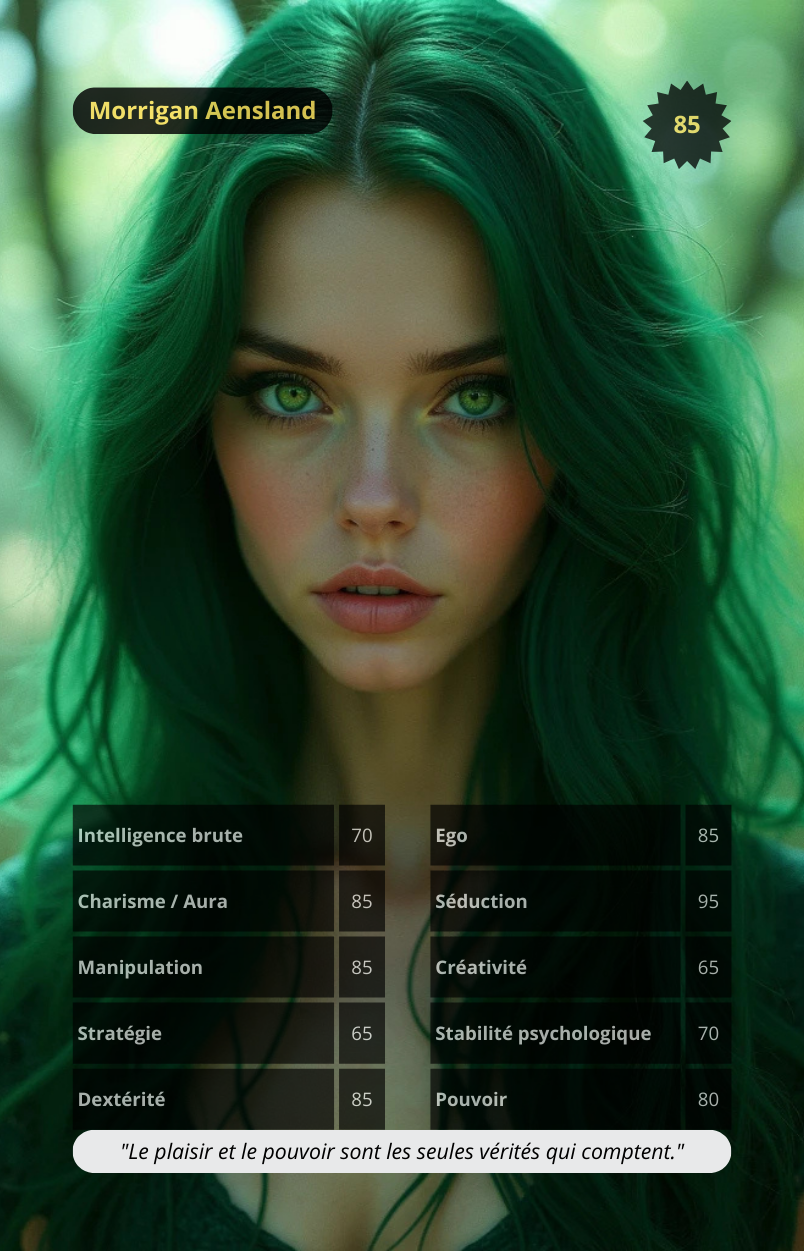 Morrigan Aensland
85
Intelligence brute 70
Ego 85
Charisme / Aura 85
Séduction 95
Manipulation 85
Créativité 65
Stratégie 65
Stabilité psychologique 70
Dextérité 85
Pouvoir 80
"Le plaisir et le pouvoir sont les seules vérités qui comptent."